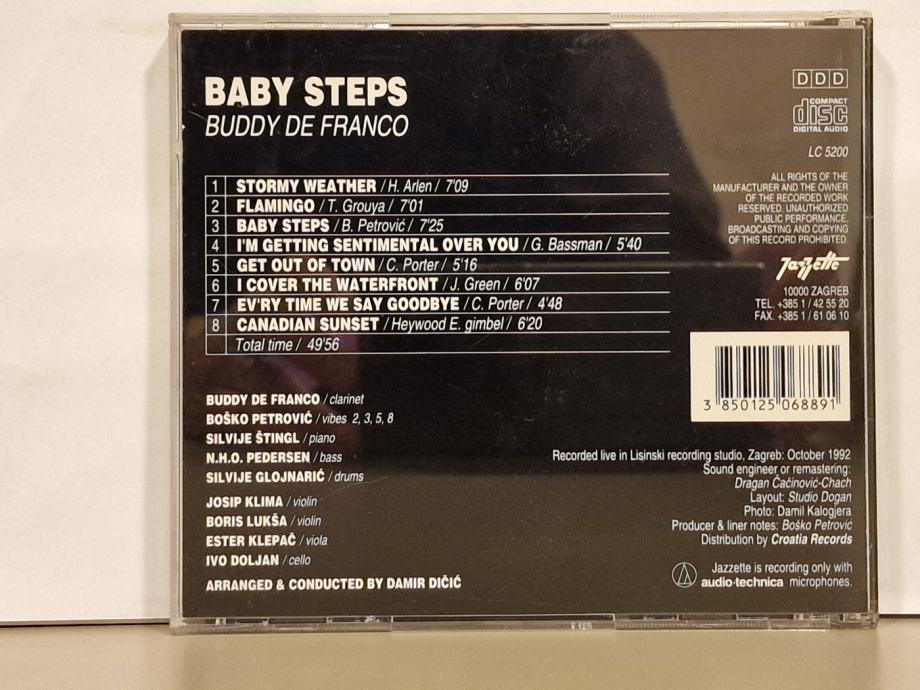 BABY STEPS
BUDDY DE FRANCO
1 STORMY WEATHER / H. Arlen / 7'09
2 FLAMINGO / T. Grouya / 7'01
3 BABY STEPS / B. Petrović / 7'25
4 I'M GETTING SENTIMENTAL OVER YOU / G. Bassman / 5'40
5 GET OUT OF TOWN / C. Porter / 5'16
6 I COVER THE WATERFRONT / J. Green / 6'07
7 EV'RY TIME WE SAY GOODBYE / C. Porter / 4'48
8 CANADIAN SUNSET / Heywood E. gimbel / 6'20
Total time / 49'56
BUDDY DE FRANCO / clarinet
BOŠKO PETROVIĆ / vibes 2, 3, 5, 8
SILVIJE ŠTINGL / piano
N.H.O. PEDERSEN / bass
SILVIJE GLOJNARIĆ / drums
JOSIP KLIMA / violin
BORIS LUKŠA / violin
ESTER KLEPAČ / viola
IVO DOLJAN / cello
ARRANGED & CONDUCTED BY DAMIR DIČIĆ
DDD
COMPACT
disc
DIGITAL AUDIO
LC 5200
ALL RIGHTS OF THE
MANUFACTURER AND THE OWNER
OF THE RECORDED WORK
RESERVED. UNAUTHORIZED
PUBLIC PERFORMANCE,
BROADCASTING AND COPYING
OF THIS RECORD PROHIBITED.
Jazzette
10000 ZAGREB
TEL. +385 1 / 42 55 20
FAX. +385 1 / 61 06 10
3 850125 068891
Recorded live in Lisinski recording studio, Zagreb: October 1992
Sound engineer or remastering:
Dragan Čačinović-Chach
Layout: Studio Dogan
Photo: Damil Kalogjera
Producer & liner notes: Boško Petrović
Distribution by Croatia Records
Jazzette is recording only with
audio-technica microphones.